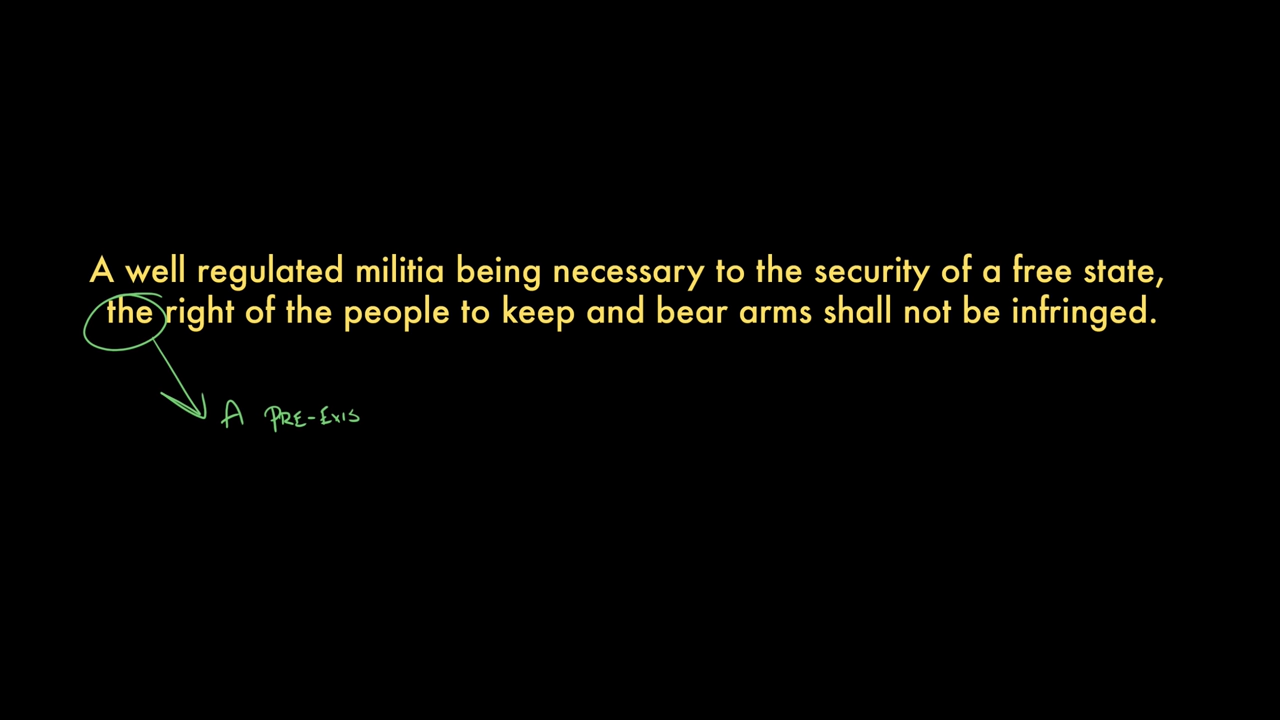 A well regulated militia being necessary to the security of a free state,
the right of the people to keep and bear arms shall not be infringed.
A PRE-EXIS